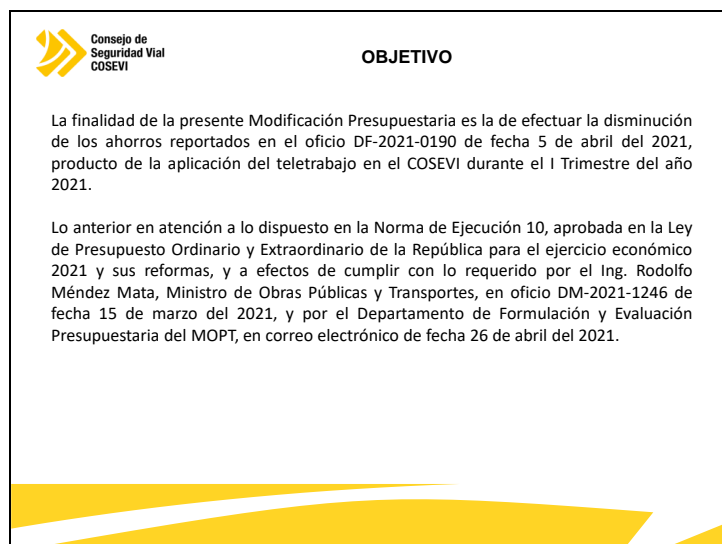 Consejo de
Seguridad Vial
COSEVI
OBJETIVO
La finalidad de la presente Modificación Presupuestaria es la de efectuar la disminución
de los ahorros reportados en el oficio DF-2021-0190 de fecha 5 de abril del 2021,
producto de la aplicación del teletrabajo en el COSEVI durante el I Trimestre del año
2021.
Lo anterior en atención a lo dispuesto en la Norma de Ejecución 10, aprobada en la Ley
de Presupuesto Ordinario y Extraordinario de la República para el ejercicio económico
2021 y sus reformas, y a efectos de cumplir con lo requerido por el Ing. Rodolfo
Méndez Mata, Ministro de Obras Públicas y Transportes, en oficio DM-2021-1246 de
fecha 15 de marzo del 2021, y por el Departamento de Formulación y Evaluación
Presupuestaria del MOPT, en correo electrónico de fecha 26 de abril del 2021.